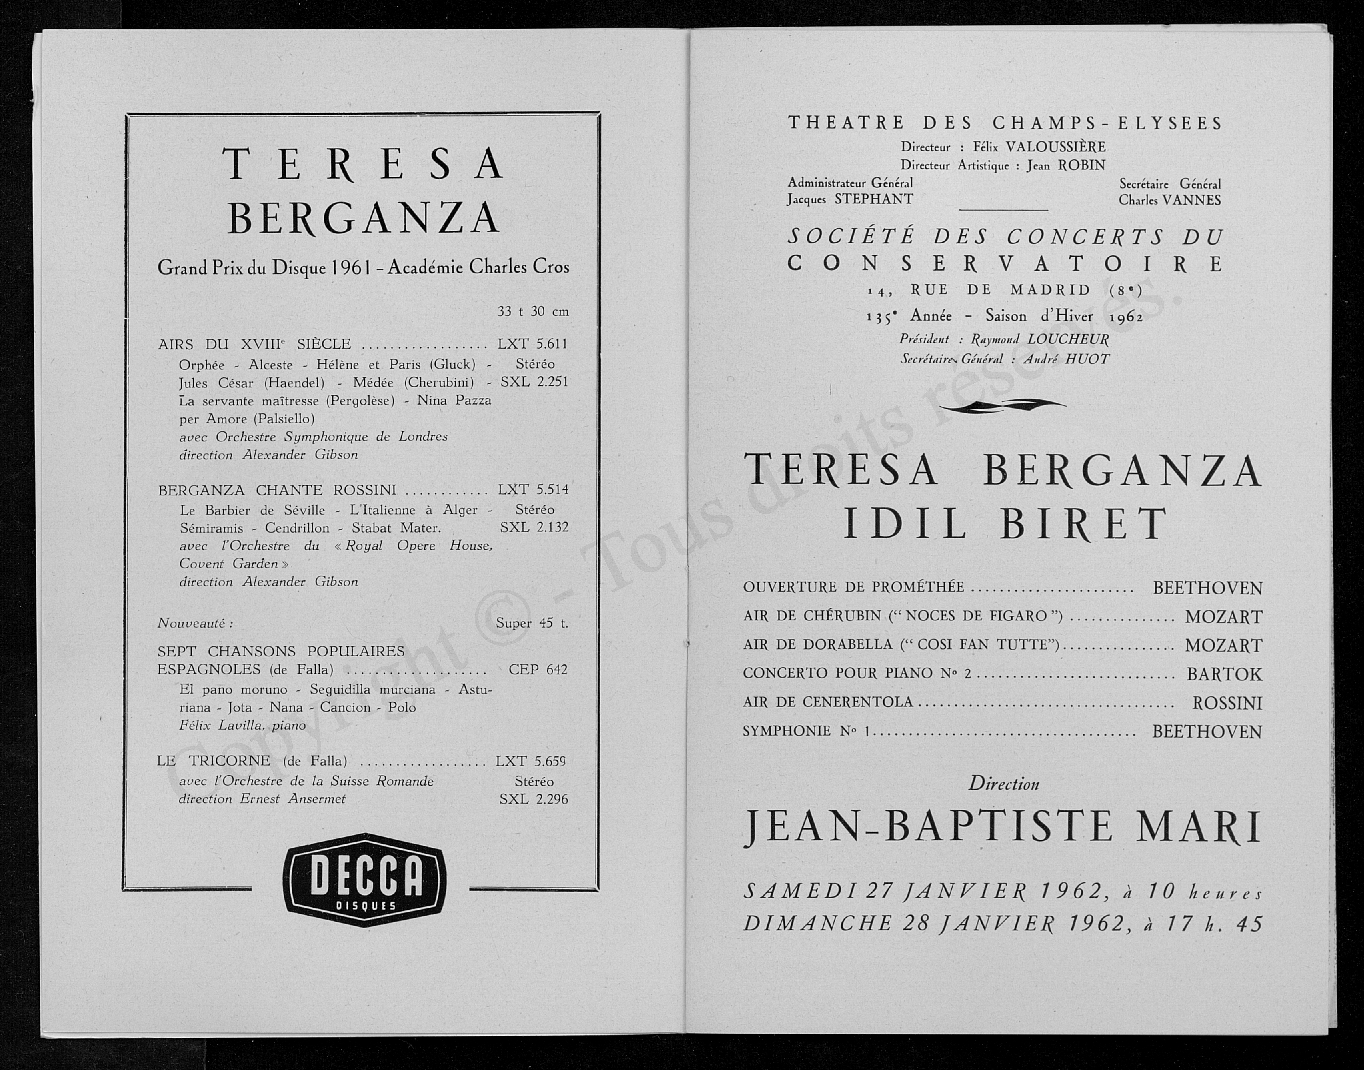 TERESA
BERGANZA
Grand Prix du Disque 1961 - Académie Charles Cros
33 t 30 cm
AIRS DU XVIIIᵉ SIÈCLE .................. LXT 5.611
Orphée - Alceste - Hélène et Paris (Gluck) - Stéréo
Jules César (Haendel) - Médée (Cherubini) - SXL 2.251
La servante maîtresse (Pergolèse) - Nina Pazza
per Amore (Palsiello)
avec Orchestre Symphonique de Londres
direction Alexander Gibson
BERGANZA CHANTE ROSSINI ............ LXT 5.514
Le Barbier de Séville - L'Italienne à Alger - Stéréo
Sémiramis - Cendrillon - Stabat Mater. SXL 2.132
avec l'Orchestre du « Royal Opere House,
Covent Garden »
direction Alexander Gibson
Nouveauté : Super 45 t.
SEPT CHANSONS POPULAIRES
ESPAGNOLES (de Falla) .................... CEP 642
El paño moruno - Seguidilla murciana - Astu-
riana - Jota - Nana - Cancion - Polo
Félix Lavilla, piano
LE TRICORNE (de Falla) .................. LXT 5.659
avec l'Orchestre de la Suisse Romande Stéréo
direction Ernest Ansermet SXL 2.296
DECCA
DISQUES
THEATRE DES CHAMPS-ELYSEES
Directeur : Félix VALOUSSIÈRE
Directeur Artistique : Jean ROBIN
Administrateur Général Secrétaire Général
Jacques STEPHANT Charles VANNES
SOCIÉTÉ DES CONCERTS DU
CONSERVATOIRE
14, RUE DE MADRID (8ᵉ)
135ᵉ Année - Saison d'Hiver 1962
Président : Raymond LOUCHEUR
Secrétaire Général : André HUOT
TERESA BERGANZA
IDIL BIRET
OUVERTURE DE PROMÉTHÉE ....................... BEETHOVEN
AIR DE CHÉRUBIN (“ NOCES DE FIGARO ”) ............... MOZART
AIR DE DORABELLA (“ COSI FAN TUTTE”)................ MOZART
CONCERTO POUR PIANO Nº 2 ............................ BARTOK
AIR DE CENERENTOLA .................................... ROSSINI
SYMPHONIE Nº 1..................................... BEETHOVEN
Direction
JEAN-BAPTISTE MARI
SAMEDI 27 JANVIER 1962, à 10 heures
DIMANCHE 28 JANVIER 1962, à 17 h. 45
Copyright © - Tous droits réservés.